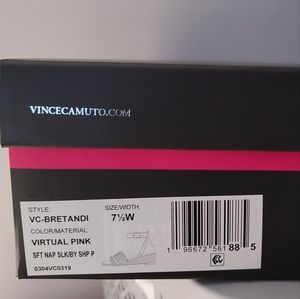 VINCECAMUTO.COM
STYLE:
VC-BRETANDI
SIZE/WIDTH:
7½W
COLOR/MATERIAL:
VIRTUAL PINK
SFT NAP SLK/BY SHP P
0304VC0319
1 96672 56188 5